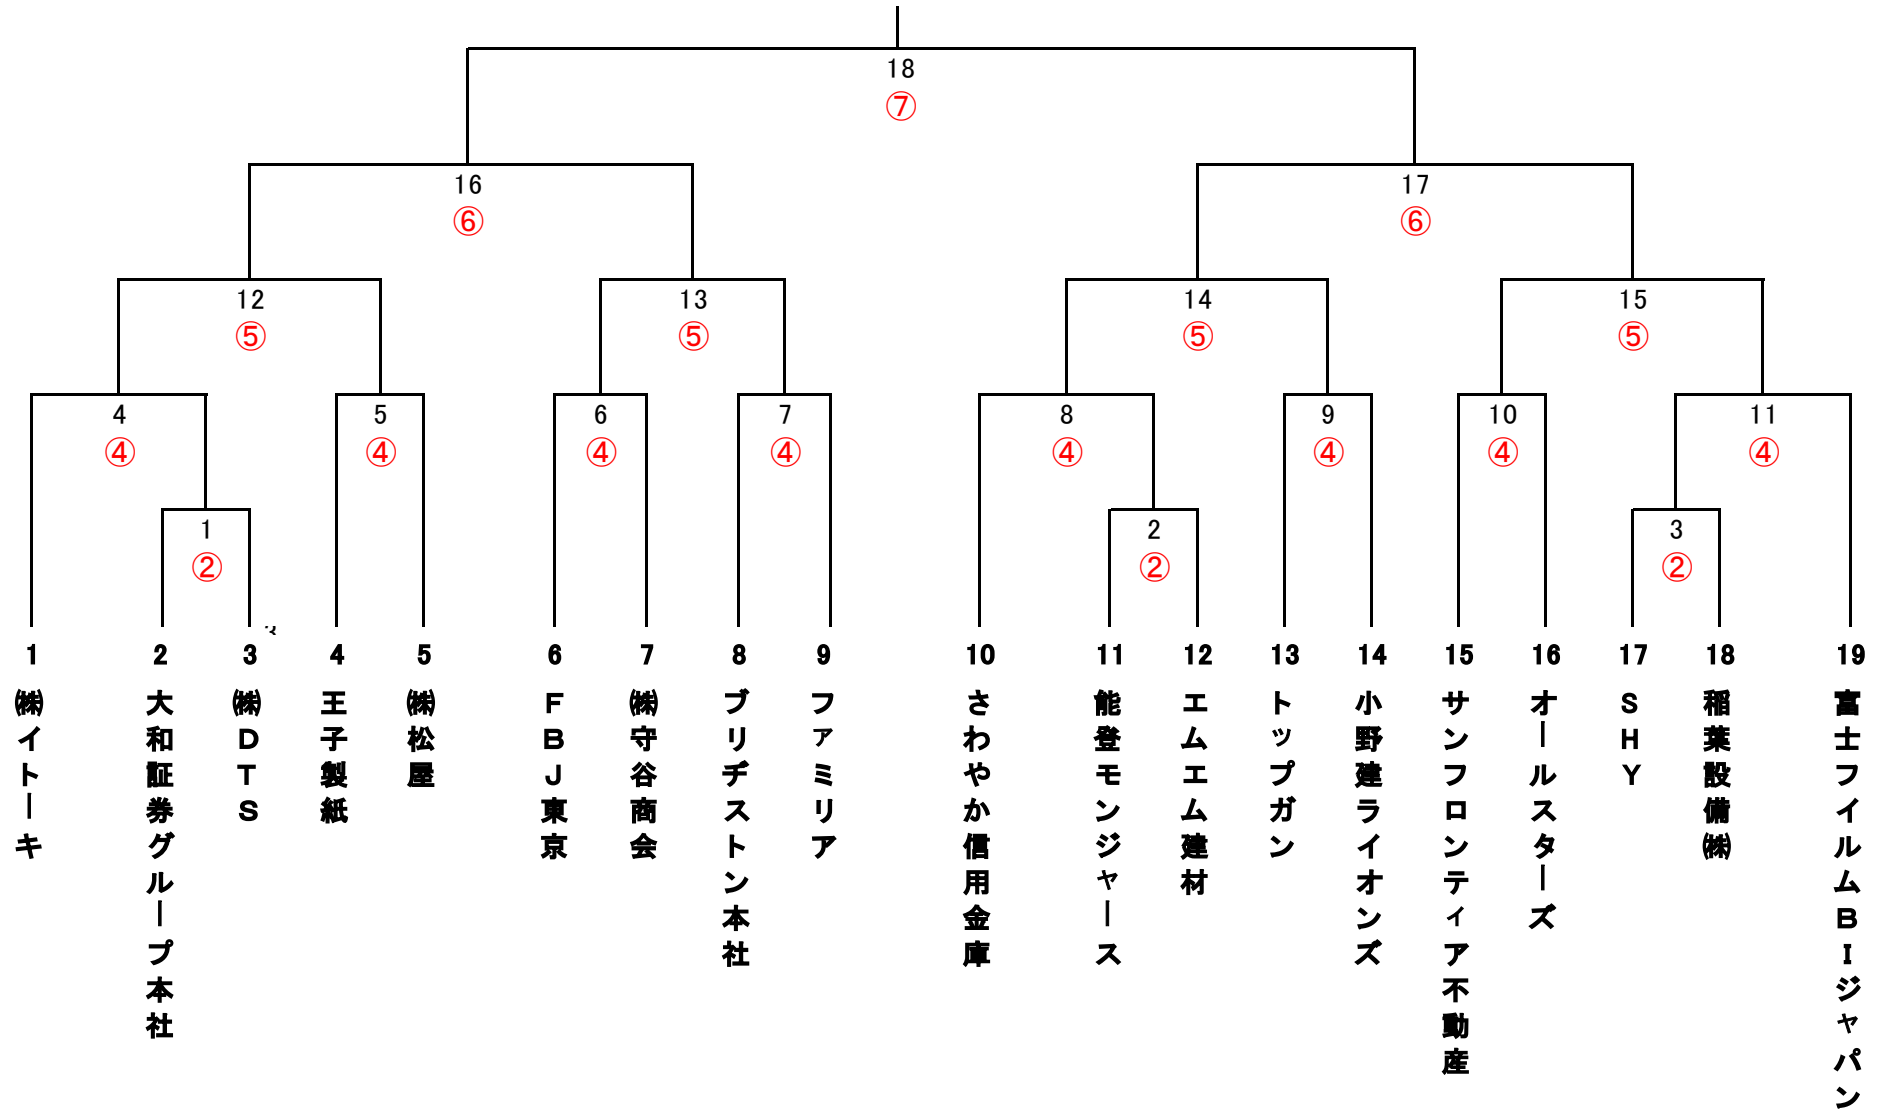 18
⑦
16
17
⑥
⑥
12
13
14
15
⑤
⑤
⑤
⑤
4
5
6
7
8
9
10
11
④
④
④
④
④
④
④
④
1
2
3
②
②
②
1
2
3
4
5
6
7
8
9
10
11
12
13
14
15
16
17
18
19
㈱イトーキ
大和証券グループ本社
㈱ＤＴＳ
王子製紙
㈱松屋
ＦＢＪ東京
㈱守谷商会
ブリヂストン本社
ファミリア
さわやか信用金庫
能登モンジャース
エムエム建材
トップガン
小野建ライオンズ
サンフロンティア不動産
オールスターズ
ＳＨＹ
稲葉設備㈱
富士フイルムＢＩジャパン